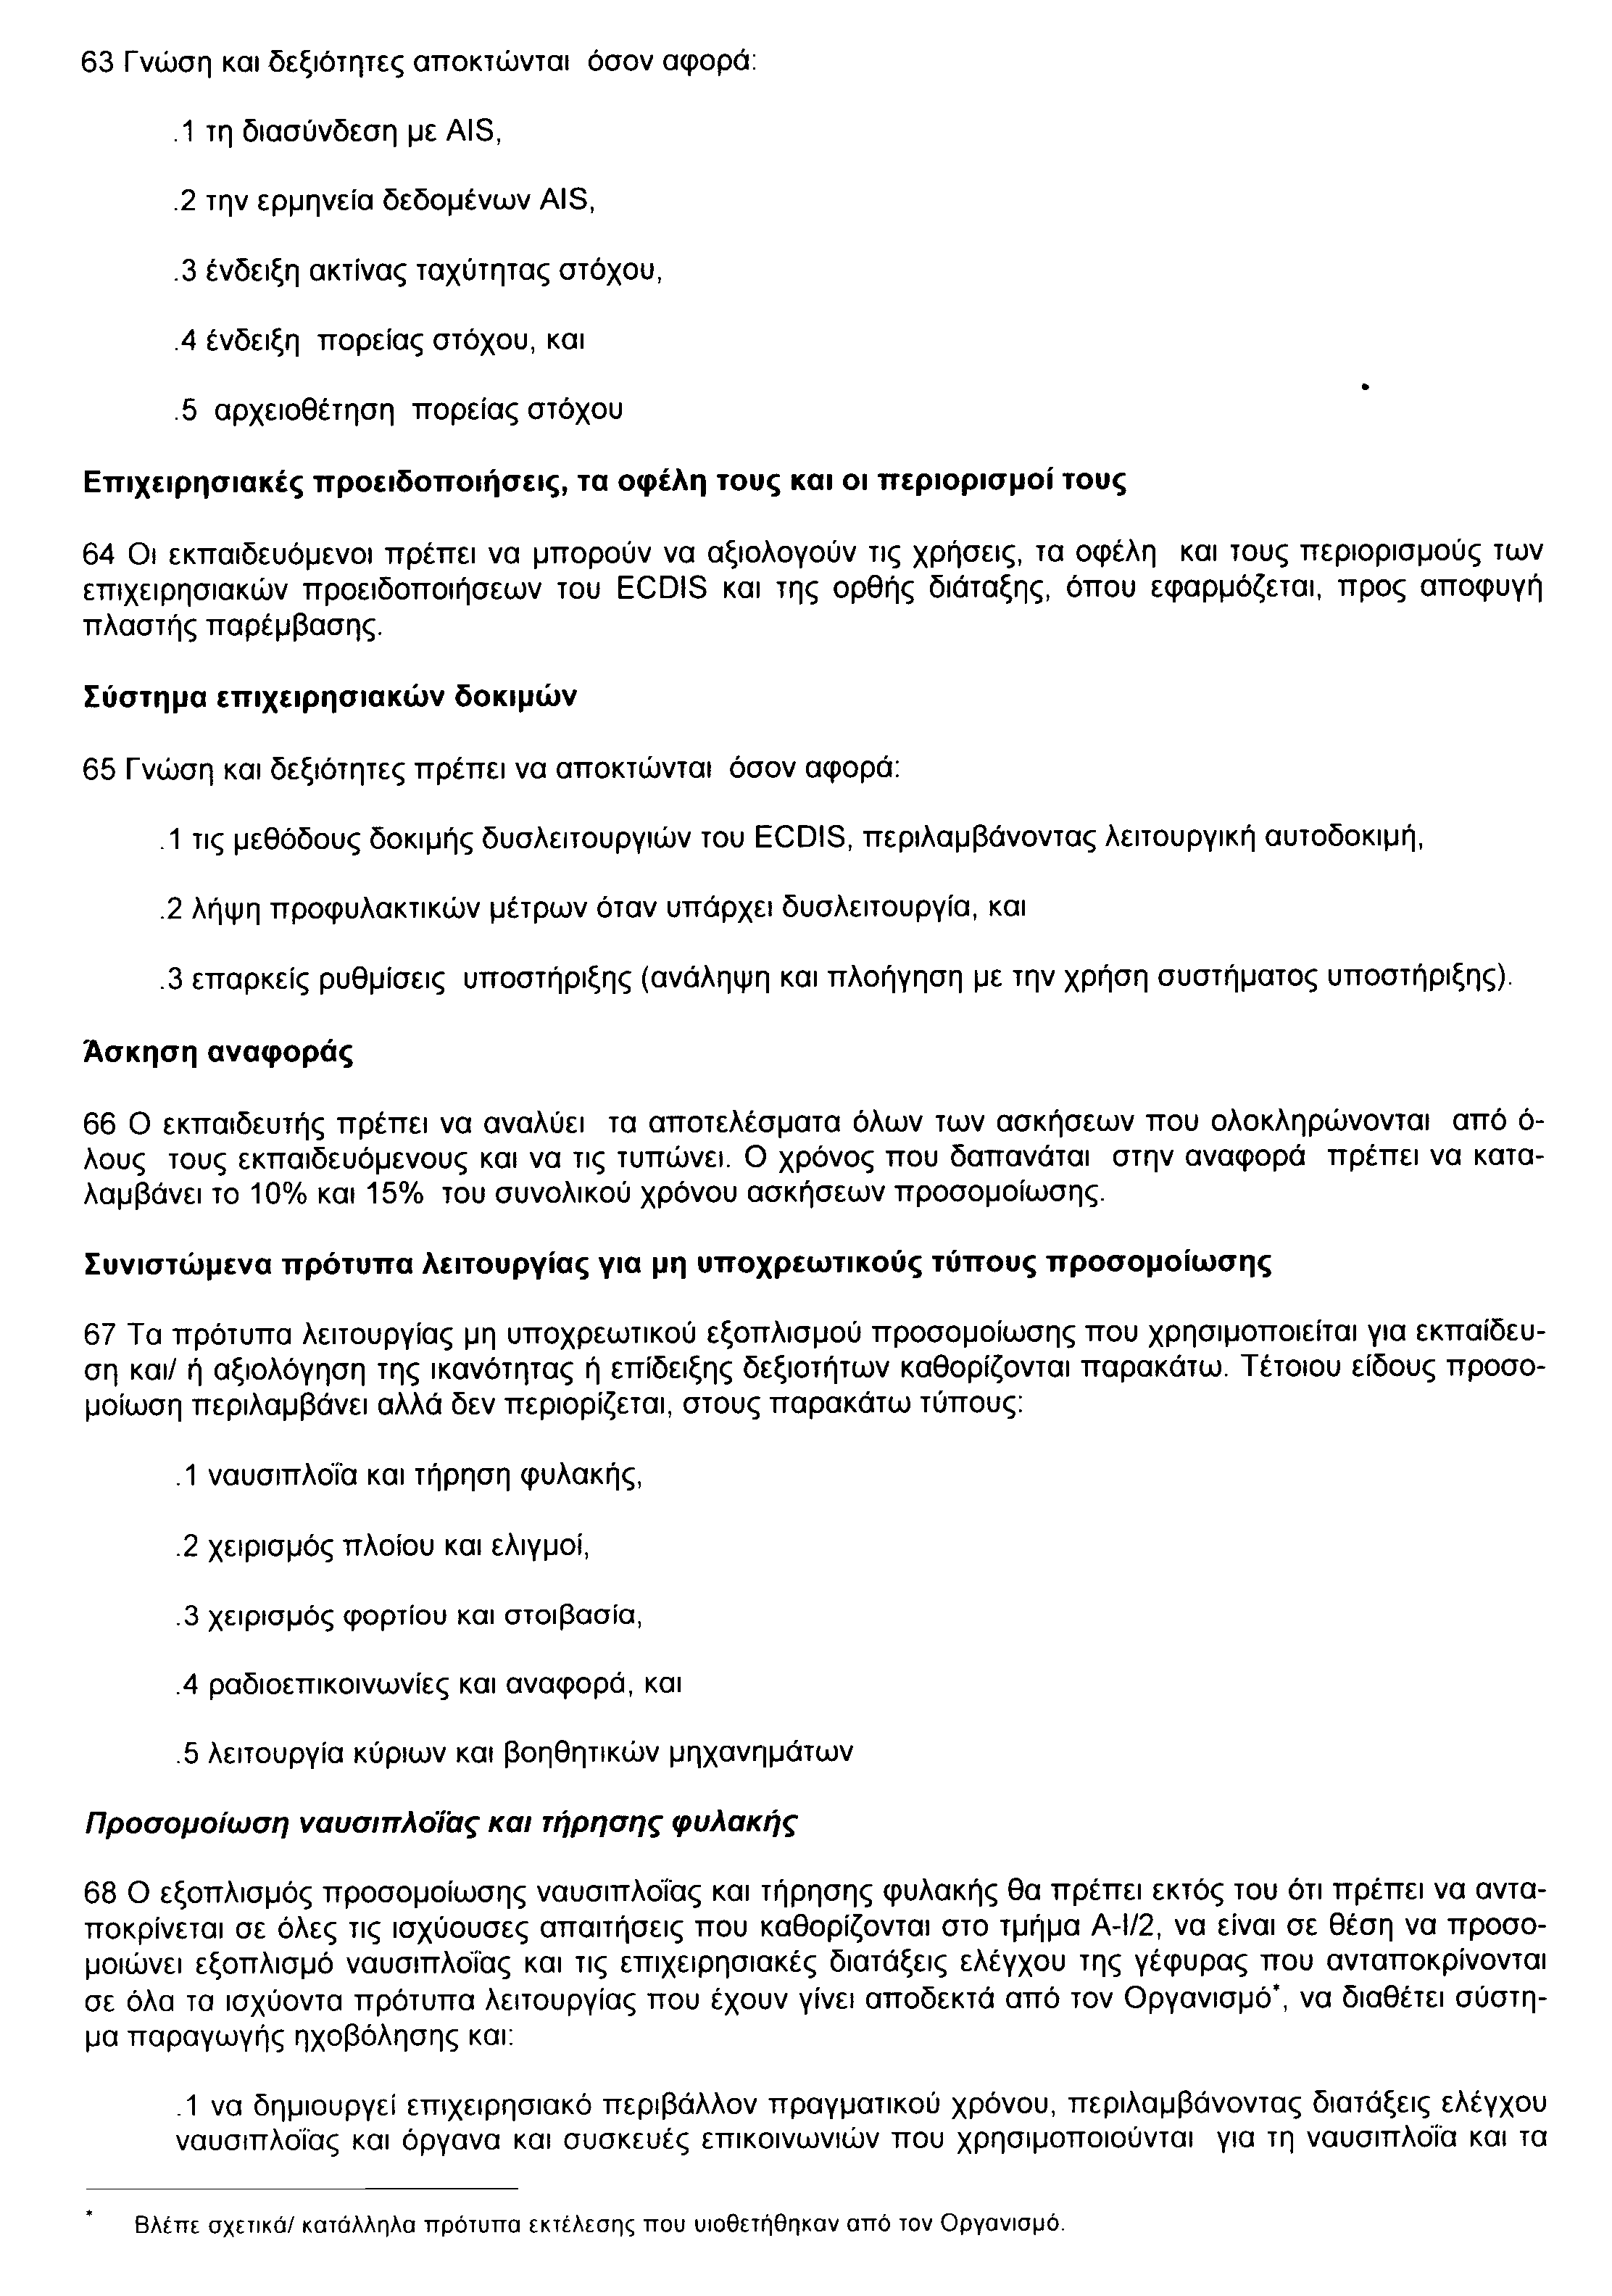 63 Γνώση και δεξιότητες αποκτώνται όσον αφορά:
.1 τη διασύνδεση με AIS,
.2 την ερμηνεία δεδομένων AIS,
.3 ένδειξη ακτίνας ταχύτητας στόχου,
.4 ένδειξη πορείας στόχου, και
.5 αρχειοθέτηση πορείας στόχου
Επιχειρησιακές προειδοποιήσεις, τα οφέλη τους και οι περιορισμοί τους
64 Οι εκπαιδευόμενοι πρέπει να μπορούν να αξιολογούν τις χρήσεις, τα οφέλη και τους περιορισμούς των
επιχειρησιακών προειδοποιήσεων του ECDIS και της ορθής διάταξης, όπου εφαρμόζεται, προς αποφυγή
πλαστής παρέμβασης.
Σύστημα επιχειρησιακών δοκιμών
65 Γνώση και δεξιότητες πρέπει να αποκτώνται όσον αφορά:
.1 τις μεθόδους δοκιμής δυσλειτουργιών του ECDIS, περιλαμβάνοντας λειτουργική αυτοδοκιμή,
.2 λήψη προφυλακτικών μέτρων όταν υπάρχει δυσλειτουργία, και
.3 επαρκείς ρυθμίσεις υποστήριξης (ανάληψη και πλοήγηση με την χρήση συστήματος υποστήριξης).
Άσκηση αναφοράς
66 Ο εκπαιδευτής πρέπει να αναλύει τα αποτελέσματα όλων των ασκήσεων που ολοκληρώνονται από ό-
λους τους εκπαιδευόμενους και να τις τυπώνει. Ο χρόνος που δαπανάται στην αναφορά πρέπει να κατα-
λαμβάνει το 10% και 15% του συνολικού χρόνου ασκήσεων προσομοίωσης.
Συνιστώμενα πρότυπα λειτουργίας για μη υποχρεωτικούς τύπους προσομοίωσης
67 Τα πρότυπα λειτουργίας μη υποχρεωτικού εξοπλισμού προσομοίωσης που χρησιμοποιείται για εκπαίδευ-
ση και/ ή αξιολόγηση της ικανότητας ή επίδειξης δεξιοτήτων καθορίζονται παρακάτω. Τέτοιου είδους προσο-
μοίωση περιλαμβάνει αλλά δεν περιορίζεται, στους παρακάτω τύπους:
.1 ναυσιπλοΐα και τήρηση φυλακής,
.2 χειρισμός πλοίου και ελιγμοί,
.3 χειρισμός φορτίου και στοιβασία,
.4 ραδιοεπικοινωνίες και αναφορά, και
.5 λειτουργία κύριων και βοηθητικών μηχανημάτων
Προσομοίωση ναυσιπλοΐας και τήρησης φυλακής
68 Ο εξοπλισμός προσομοίωσης ναυσιπλοΐας και τήρησης φυλακής θα πρέπει εκτός του ότι πρέπει να αντα-
ποκρίνεται σε όλες τις ισχύουσες απαιτήσεις που καθορίζονται στο τμήμα Α-Ι/2, να είναι σε θέση να προσο-
μοιώνει εξοπλισμό ναυσιπλοΐας και τις επιχειρησιακές διατάξεις ελέγχου της γέφυρας που ανταποκρίνονται
σε όλα τα ισχύοντα πρότυπα λειτουργίας που έχουν γίνει αποδεκτά από τον Οργανισμό*, να διαθέτει σύστη-
μα παραγωγής ηχοβόλησης και:
.1 να δημιουργεί επιχειρησιακό περιβάλλον πραγματικού χρόνου, περιλαμβάνοντας διατάξεις ελέγχου
ναυσιπλοΐας και όργανα και συσκευές επικοινωνιών που χρησιμοποιούνται για τη ναυσιπλοΐα και τα
* Βλέπε σχετικά/ κατάλληλα πρότυπα εκτέλεσης που υιοθετήθηκαν από τον Οργανισμό.